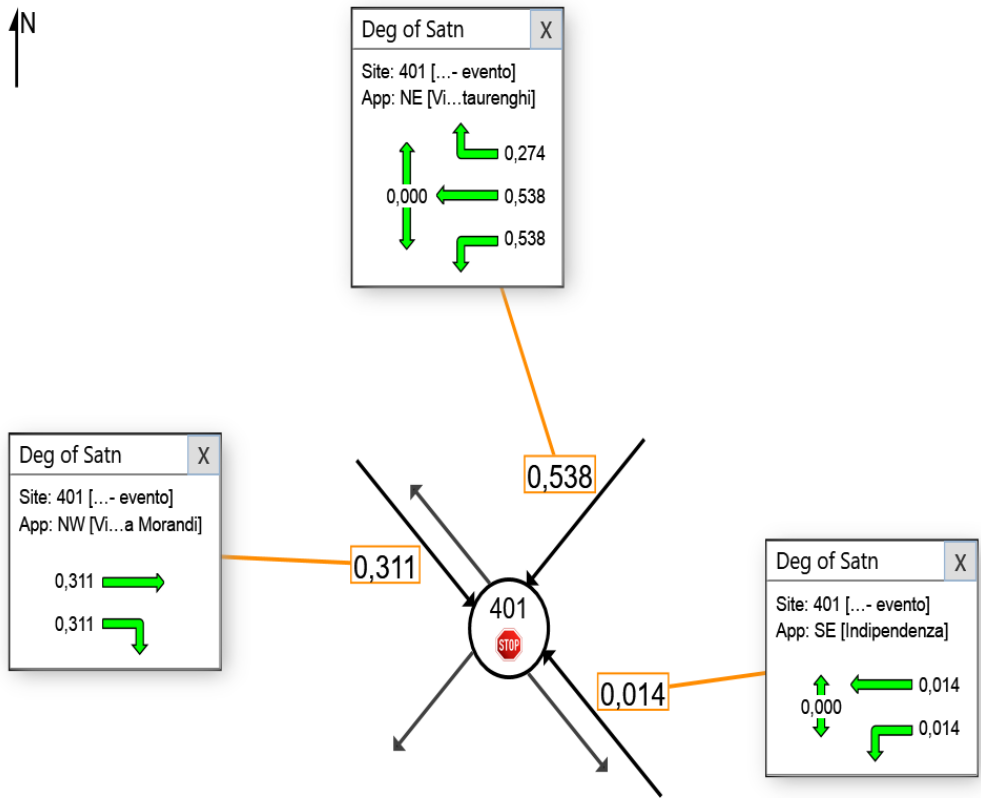 N
Deg of Satn X
Site: 401 [...- evento]
App: NE [Vi...taurenghi]
0,274
0,000 0,538
0,538
0,538
Deg of Satn X
Site: 401 [...- evento]
App: NW [Vi...a Morandi]
0,311
0,311
0,311
401
STOP
0,014
Deg of Satn X
Site: 401 [...- evento]
App: SE [Indipendenza]
0,014
0,000
0,014